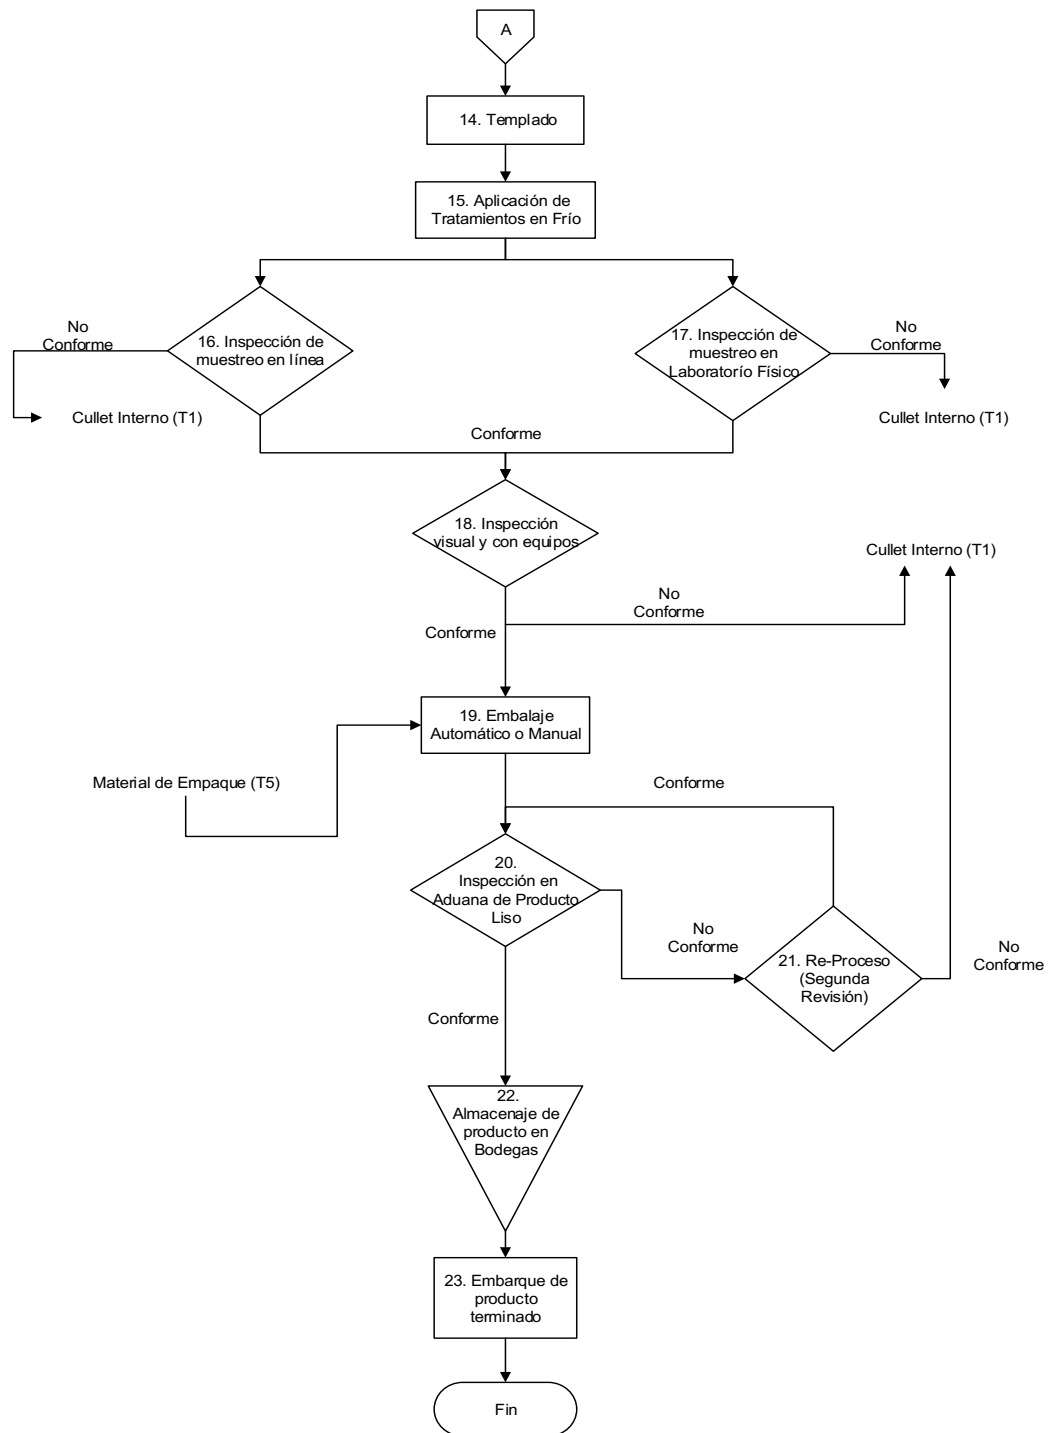 A
14. Templado
15. Aplicación de
Tratamientos en Frío
16. Inspección de
muestreo en línea
17. Inspección de
muestreo en
Laboratorío Físico
No
Conforme
No
Conforme
Cullet Interno (T1)
Cullet Interno (T1)
Conforme
18. Inspección
visual y con equipos
Cullet Interno (T1)
No
Conforme
Conforme
19. Embalaje
Automático o Manual
Material de Empaque (T5)
Conforme
20.
Inspección en
Aduana de Producto
Liso
No
Conforme
21. Re-Proceso
(Segunda
Revisión)
No
Conforme
Conforme
22.
Almacenaje de
producto en
Bodegas
23. Embarque de
producto
terminado
Fin